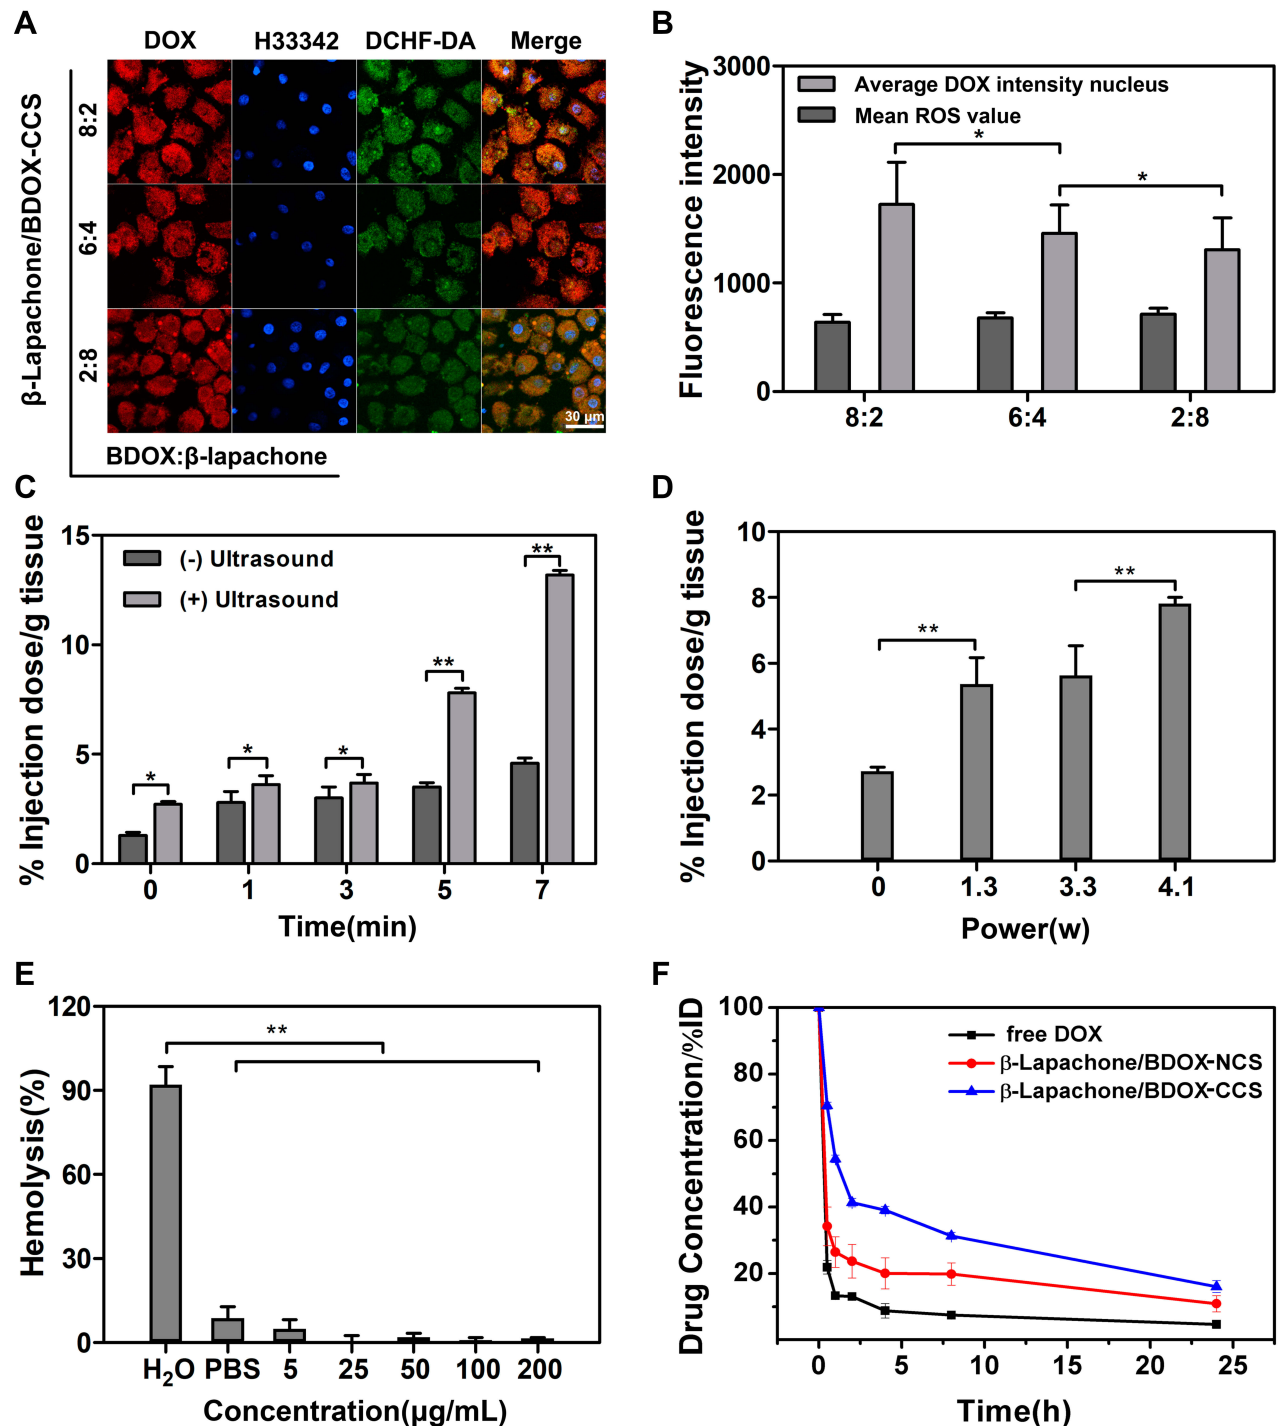 A
DOX H33342 DCHF-DA Merge
β-Lapachone/BDOX-CCS
8:2
6:4
2:8
30 μm
BDOX:β-lapachone
B
Fluorescence intensity
3000
2000
1000
0
Average DOX intensity nucleus
Mean ROS value
*
*
8:2 6:4 2:8
C
% Injection dose/g tissue
15
10
5
0
(-) Ultrasound
(+) Ultrasound
*
*
*
**
**
0 1 3 5 7
Time(min)
D
% Injection dose/g tissue
10
8
6
4
2
0
**
**
0 1.3 3.3 4.1
Power(w)
E
Hemolysis(%)
120
90
60
30
0
**
H₂O PBS 5 25 50 100 200
Concentration(μg/mL)
F
Drug Concentration/%ID
100
80
60
40
20
free DOX
β-Lapachone/BDOX-NCS
β-Lapachone/BDOX-CCS
0 5 10 15 20 25
Time(h)